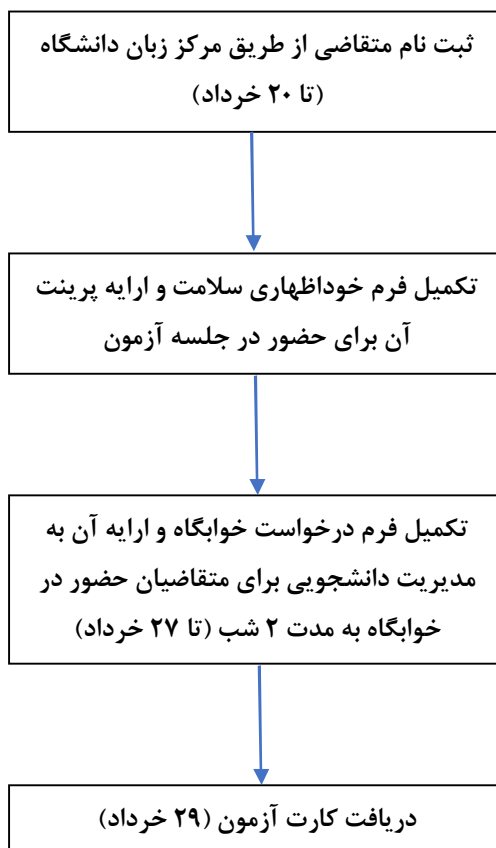 ثبت نام متقاضی از طریق مرکز زبان دانشگاه
(تا ۲۰ خرداد)
تکمیل فرم خوداظهاری سلامت و ارایه پرینت
آن برای حضور در جلسه آزمون
تکمیل فرم درخواست خوابگاه و ارایه آن به
مدیریت دانشجویی برای متقاضیان حضور در
خوابگاه به مدت ۲ شب (تا ۲۷ خرداد)
دریافت کارت آزمون (۲۹ خرداد)